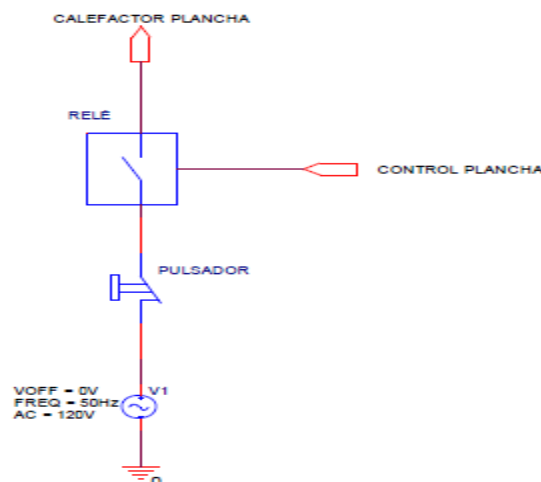 CALEFACTOR PLANCHA
RELÉ
CONTROL PLANCHA
PULSADOR
VOFF = 0V
FREQ = 50Hz
AC = 120V
V1
0